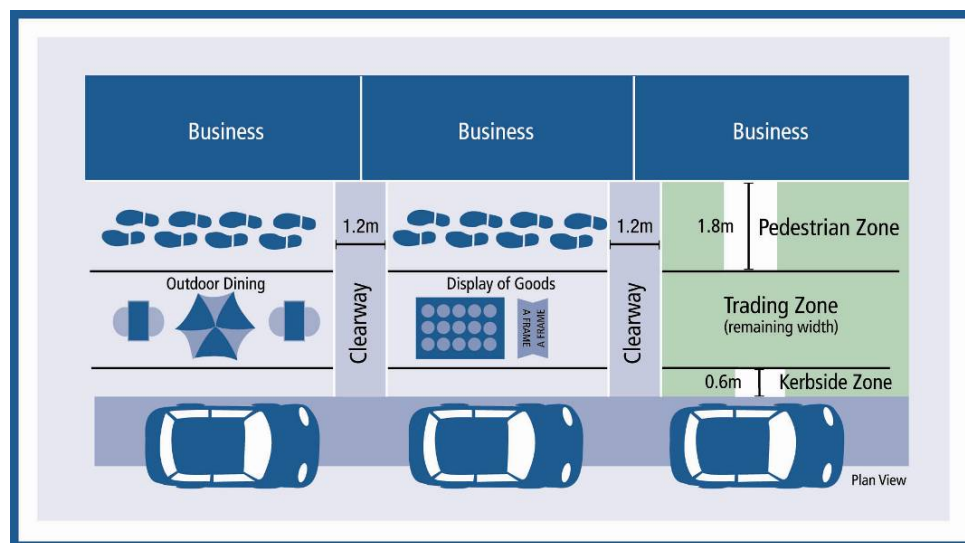 Business
Business
Business
1.2m
1.2m
1.8m
Pedestrian Zone
Outdoor Dining
Display of Goods
A FRAME
A FRAME
Clearway
Clearway
Trading Zone
(remaining width)
0.6m
Kerbside Zone
Plan View